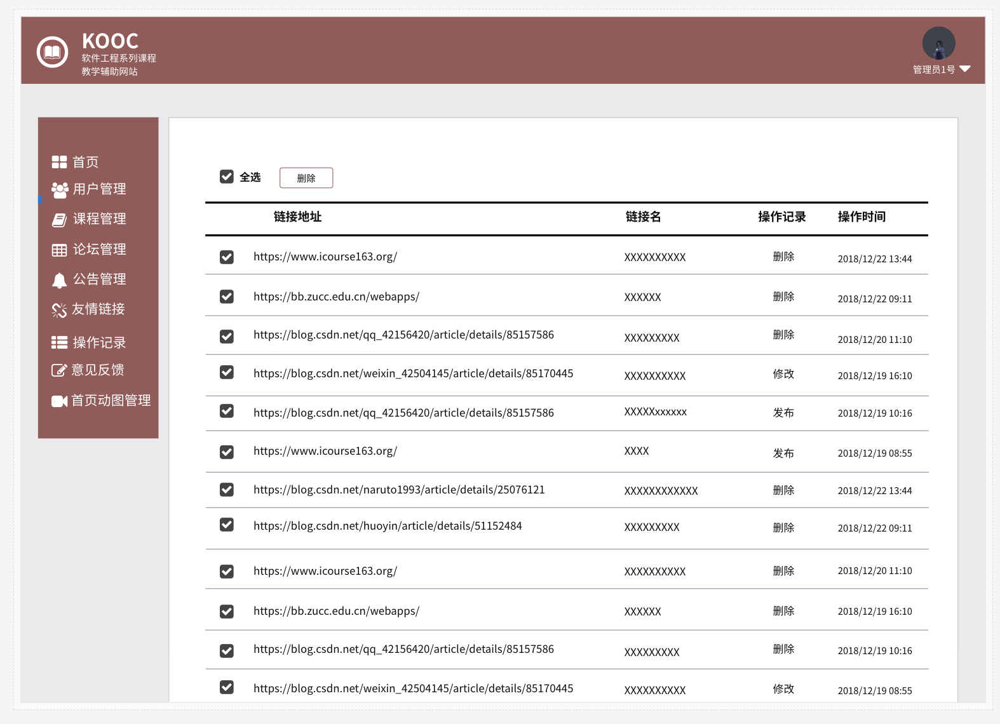 KOOC
软件工程系列课程
教学辅助网站
管理员1号
首页
用户管理
课程管理
论坛管理
公告管理
友情链接
操作记录
意见反馈
首页动图管理
全选 删除
链接地址 链接名 操作记录 操作时间
https://www.icourse163.org/ XXXXXXXXXX 删除 2018/12/22 13:44
https://bb.zucc.edu.cn/webapps/ XXXXXX 删除 2018/12/22 09:11
https://blog.csdn.net/qq_42156420/article/details/85157586 XXXXXXXXX 删除 2018/12/20 11:10
https://blog.csdn.net/weixin_42504145/article/details/85170445 XXXXXXXXXX 修改 2018/12/19 16:10
https://blog.csdn.net/qq_42156420/article/details/85157586 XXXXXxxxxxx 发布 2018/12/19 10:16
https://www.icourse163.org/ XXXX 发布 2018/12/19 08:55
https://blog.csdn.net/naruto1993/article/details/25076121 XXXXXXXXXXXX 删除 2018/12/22 13:44
https://blog.csdn.net/huoyin/article/details/51152484 XXXXXXXXX 删除 2018/12/22 09:11
https://www.icourse163.org/ XXXXXXXXXX 删除 2018/12/20 11:10
https://bb.zucc.edu.cn/webapps/ XXXXXX 删除 2018/12/19 16:10
https://blog.csdn.net/qq_42156420/article/details/85157586 XXXXXXXXX 删除 2018/12/19 10:16
https://blog.csdn.net/weixin_42504145/article/details/85170445 XXXXXXXXXX 修改 2018/12/19 08:55